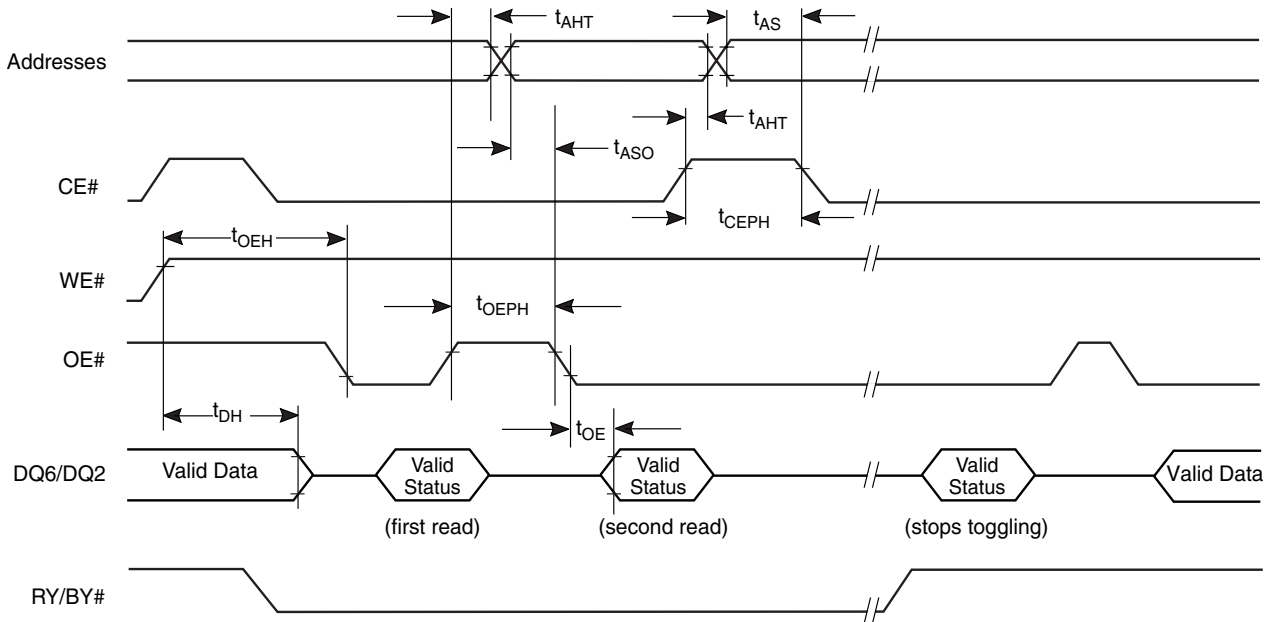 tAHT
tAS
Addresses
tAHT
tASO
CE#
tCEPH
tOEH
WE#
tOEPH
OE#
tDH
tOE
DQ6/DQ2
Valid Data
Valid
Status
Valid
Status
Valid
Status
Valid Data
(first read)
(second read)
(stops toggling)
RY/BY#